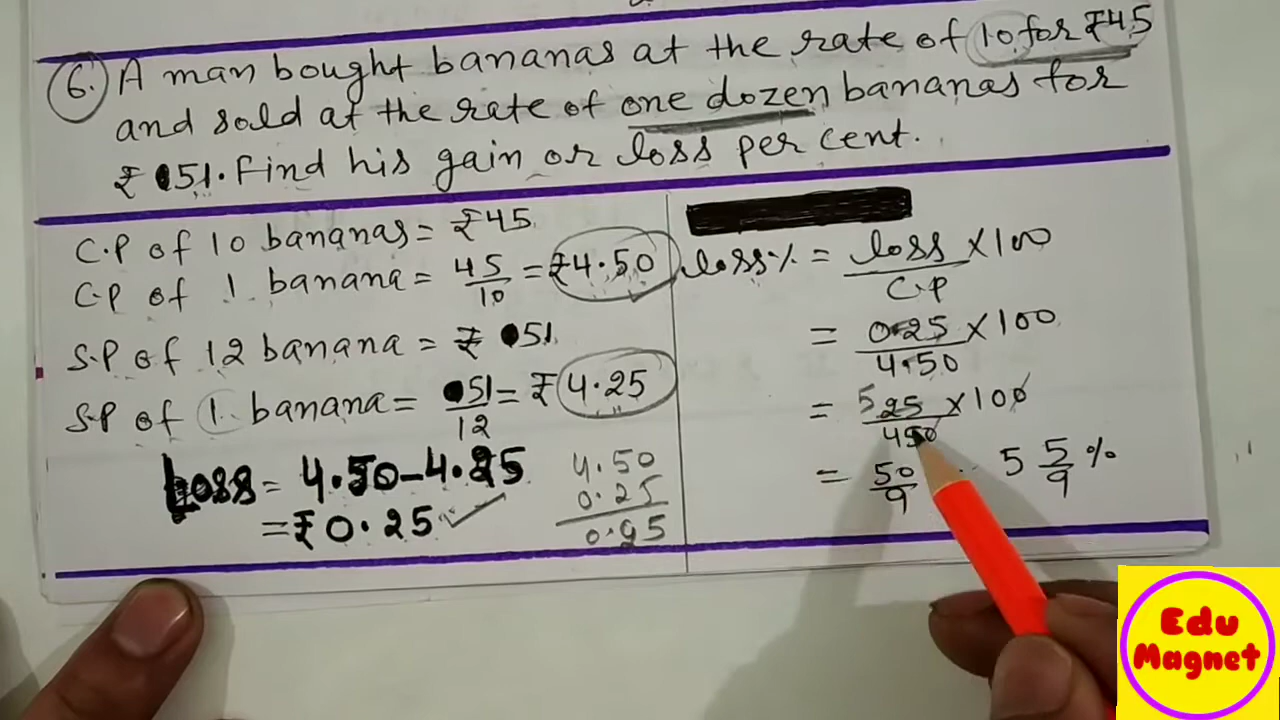 6. A man bought bananas at the rate of 10 for ₹45
and sold at the rate of one dozen bananas for
₹ 51. Find his gain or loss per cent.
C.P of 10 bananas = ₹45
C.P of 1 banana = 45/10 = ₹4.50
S.P of 12 banana = ₹ 51
S.P of 1 banana = 51/12 = ₹ 4.25
Loss = 4.50-4.25
= ₹0.25
4.50
0.25
0.95
loss% = loss/C.P × 100
= 0.25/4.50 × 100
= 5 25/450 × 100
= 50/9 5 5/9 %
Edu
Magnet